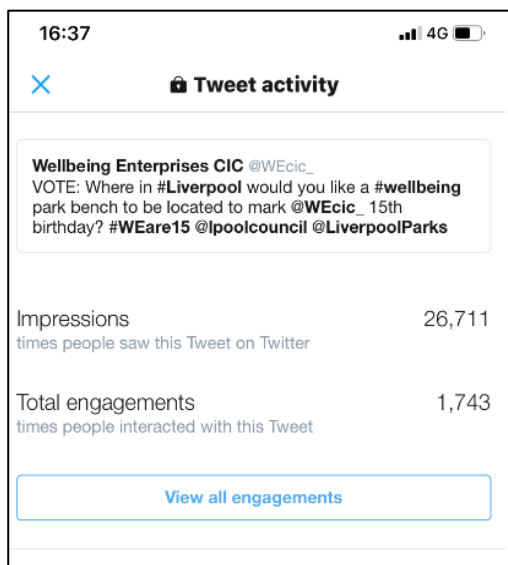 16:37 4G
Tweet activity
Wellbeing Enterprises CIC @WEcic_
VOTE: Where in #Liverpool would you like a #wellbeing
park bench to be located to mark @WEcic_ 15th
birthday? #WEare15 @lpoolcouncil @LiverpoolParks
Impressions 26,711
times people saw this Tweet on Twitter
Total engagements 1,743
times people interacted with this Tweet
View all engagements